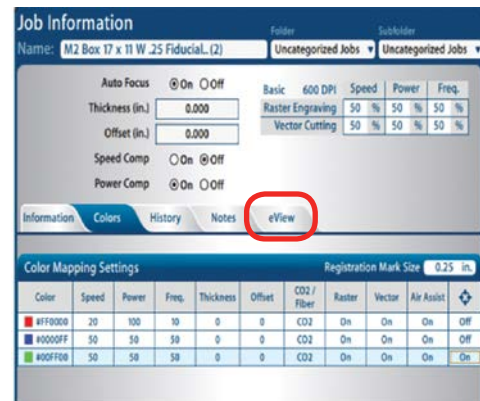 Job Information
Folder
Subfolder
Name: M2 Box 17 x 11 W .25 Fiducial.. (2)
Uncategorized Jobs
Uncategorized Jobs
Auto Focus On Off
Thickness (in.) 0.000
Offset (in.) 0.000
Speed Comp On Off
Power Comp On Off
Basic 600 DPI Speed Power Freq.
Raster Engraving 50 % 50 % 50 %
Vector Cutting 50 % 50 % 50 %
Information Colors History Notes eView
Color Mapping Settings Registration Mark Size 0.25 in.
Color Speed Power Freq. Thickness Offset CO2 / Fiber Raster Vector Air Assist
#FF0000 20 100 10 0 0 CO2 On On On Off
#0000FF 50 50 50 0 0 CO2 On On On Off
#00FF00 50 50 50 0 0 CO2 On On On On